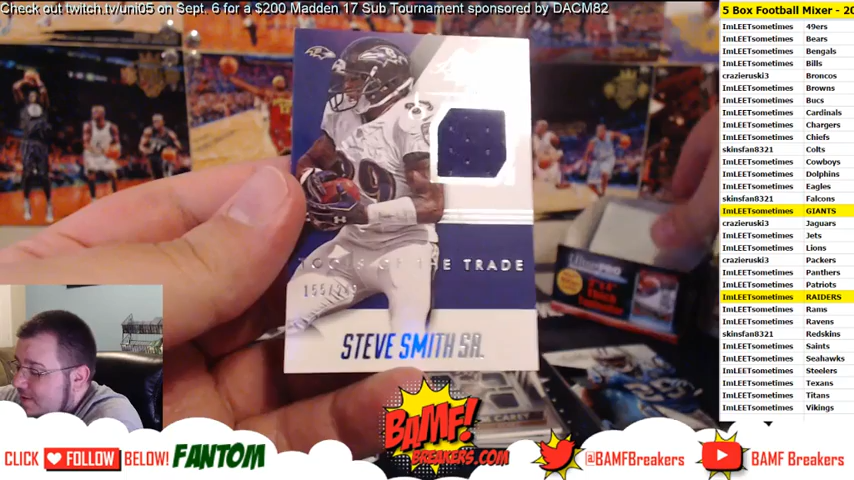 Check out twitch.tv/uni05 on Sept. 6 for a $200 Madden 17 Sub Tournament sponsored by DACM82
5 Box Football Mixer - 20
ImLEETsometimes 49ers
ImLEETsometimes Bears
ImLEETsometimes Bengals
ImLEETsometimes Bills
crazieruski3 Broncos
ImLEETsometimes Browns
ImLEETsometimes Bucs
ImLEETsometimes Cardinals
ImLEETsometimes Chargers
ImLEETsometimes Chiefs
skinsfan8321 Colts
ImLEETsometimes Cowboys
ImLEETsometimes Dolphins
ImLEETsometimes Eagles
skinsfan8321 Falcons
ImLEETsometimes GIANTS
crazieruski3 Jaguars
ImLEETsometimes Jets
ImLEETsometimes Lions
crazieruski3 Packers
ImLEETsometimes Panthers
ImLEETsometimes Patriots
ImLEETsometimes RAIDERS
ImLEETsometimes Rams
ImLEETsometimes Ravens
skinsfan8321 Redskins
ImLEETsometimes Saints
ImLEETsometimes Seahawks
ImLEETsometimes Steelers
ImLEETsometimes Texans
ImLEETsometimes Titans
ImLEETsometimes Vikings
TOOLS OF THE TRADE
STEVE SMITH SR.
CAREY
CLICK FOLLOW BELOW! FANTOM
BAMF!
BREAKERS.COM
@BAMFBreakers
BAMF Breakers